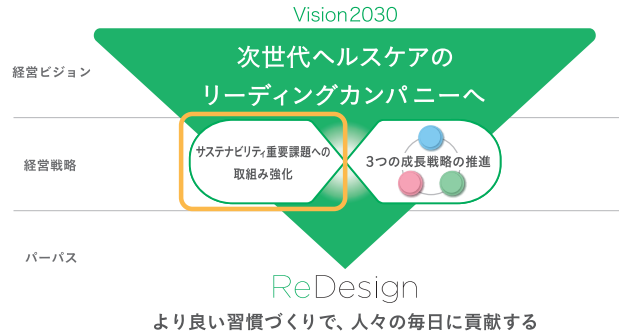 Vision2030
経営ビジョン
次世代ヘルスケアの
リーディングカンパニーへ
経営戦略
サステナビリティ重要課題への
取組み強化
3つの成長戦略の推進
パーパス
ReDesign
より良い習慣づくりで、人々の毎日に貢献する